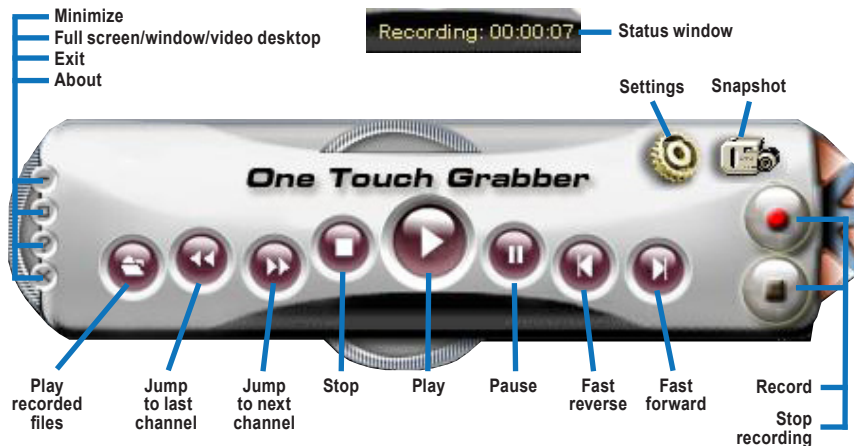 Minimize
Full screen/window/video desktop
Exit
About
Recording: 00:00:07
Status window
Settings
Snapshot
One Touch Grabber
Play
recorded
files
Jump
to last
channel
Jump
to next
channel
Stop
Play
Pause
Fast
reverse
Fast
forward
Record
Stop
recording